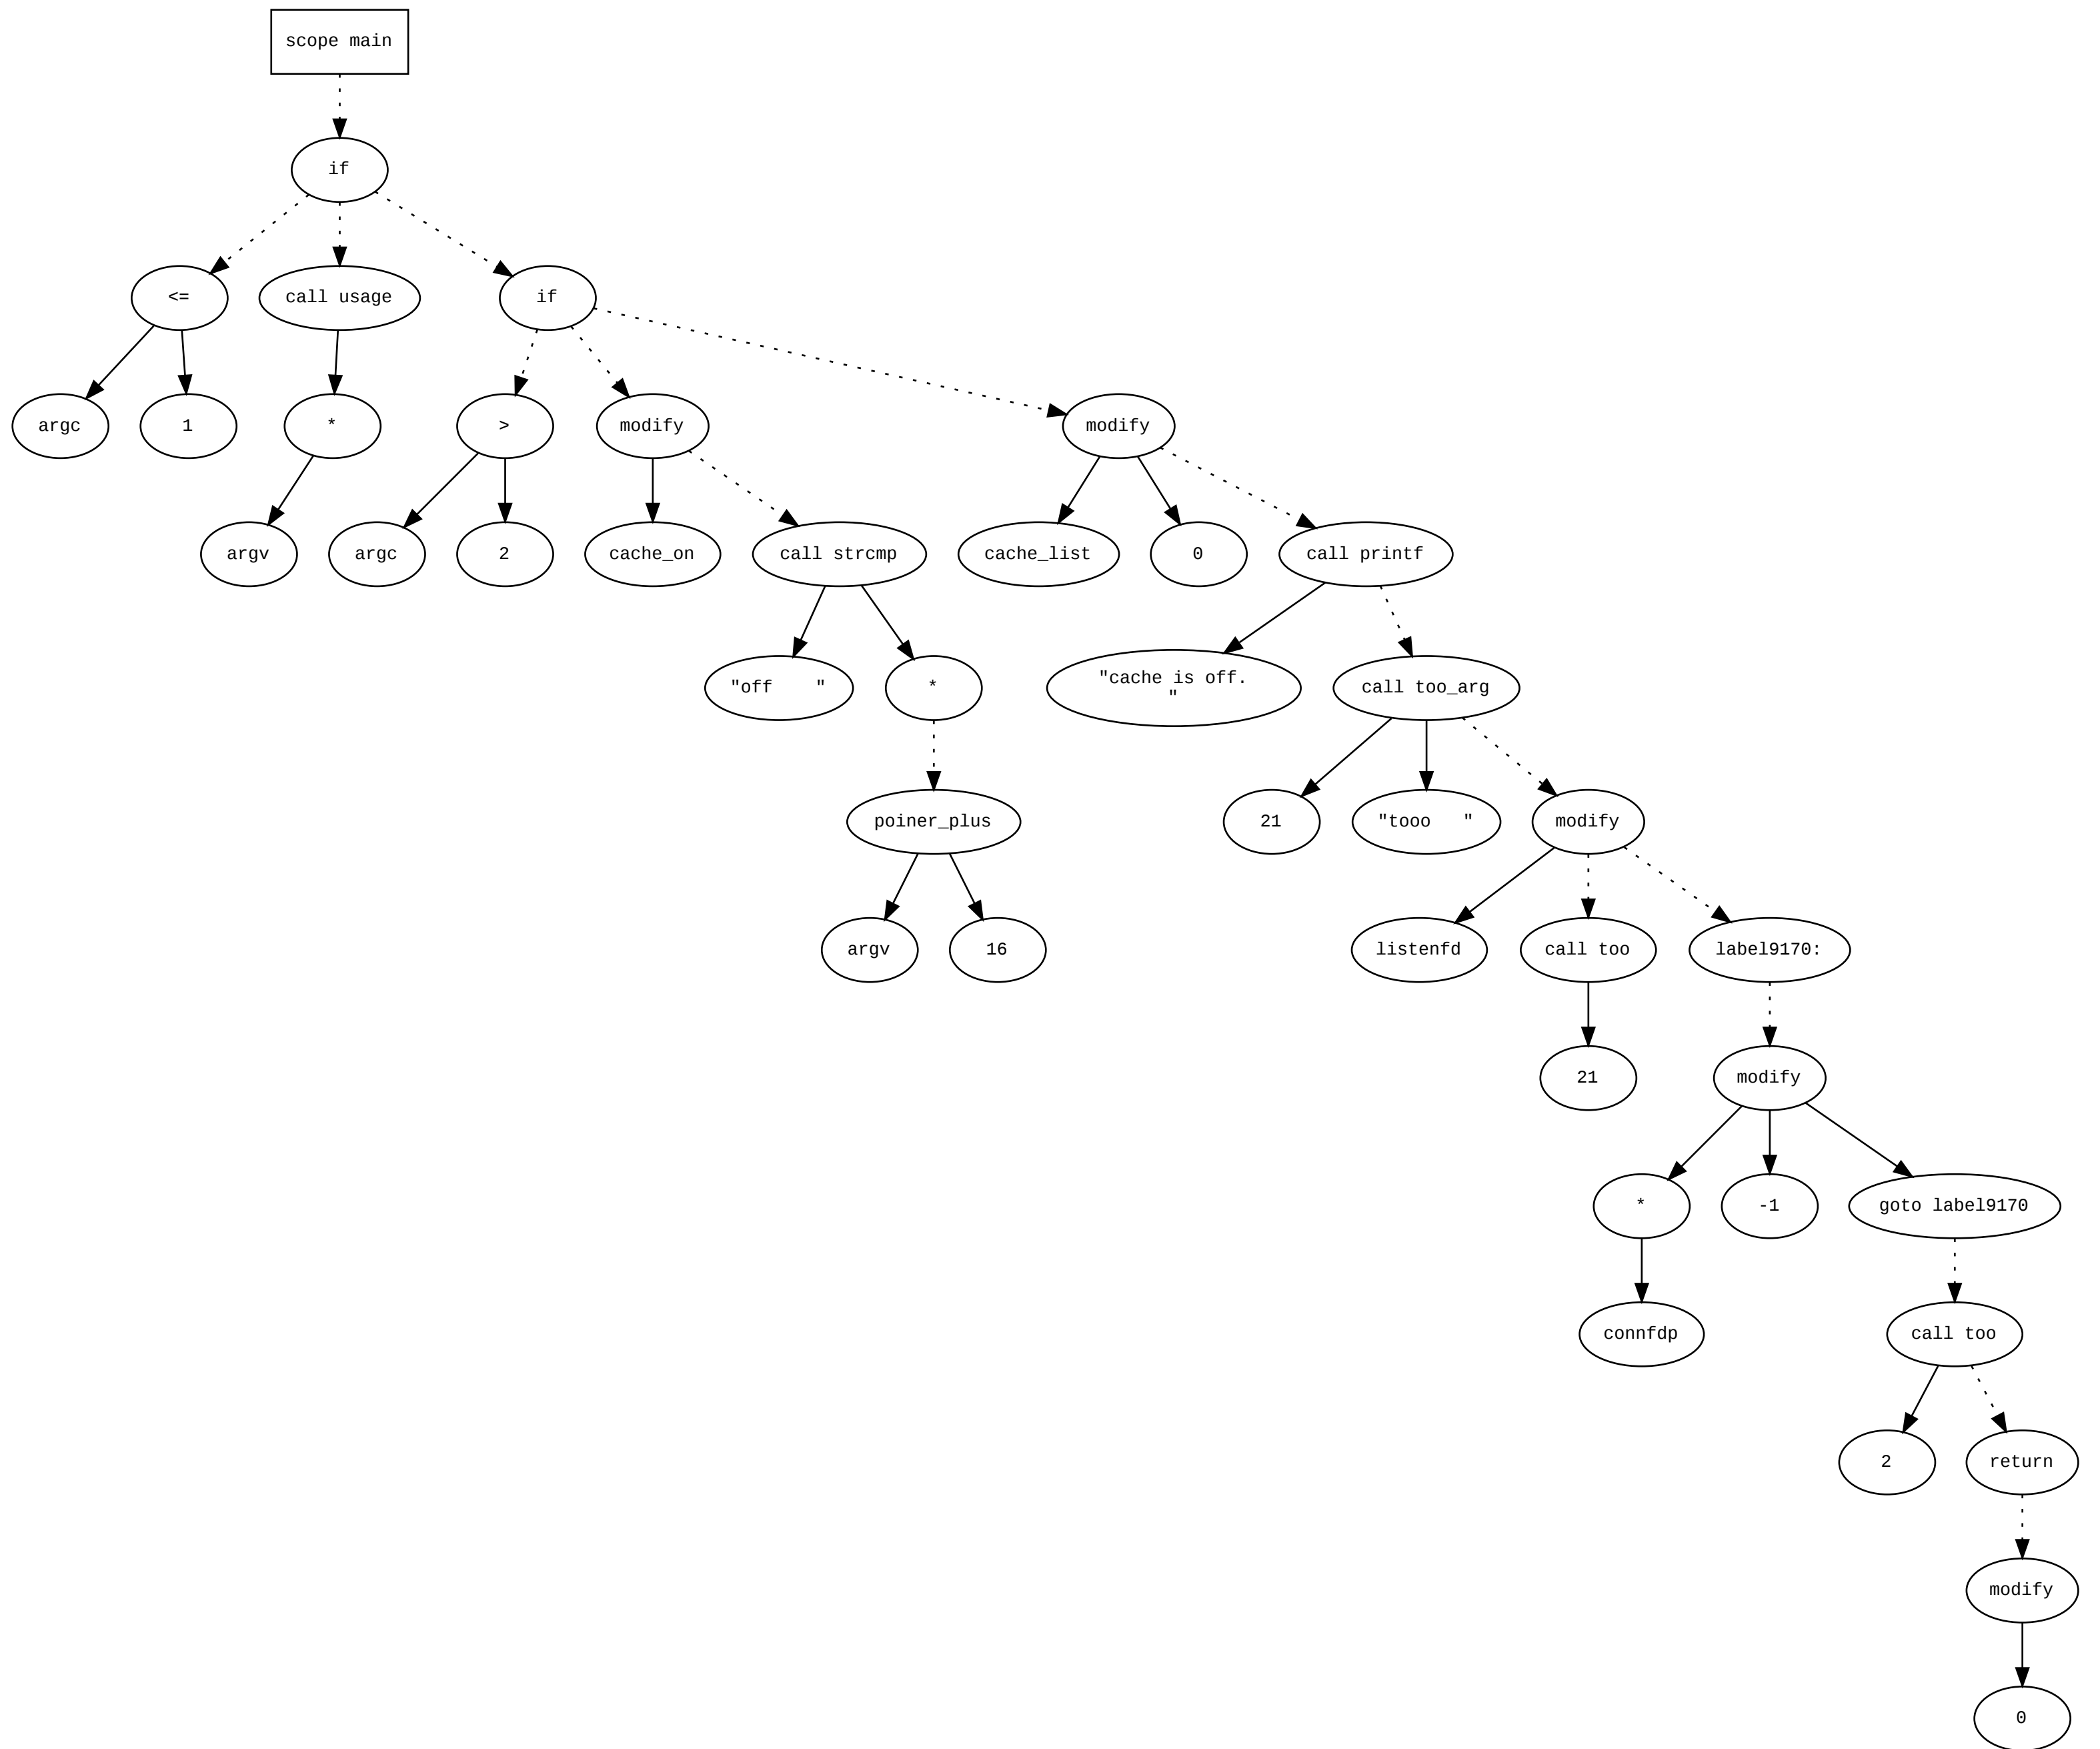 scope main
if
<=
call usage
if
argc
1
*
>
modify
modify
argv
argc
2
cache_on
call strcmp
cache_list
0
call printf
"off    "
*
"cache is off.
"
call too_arg
poiner_plus
21
"tooo   "
modify
argv
16
listenfd
call too
label9170:
21
modify
*
-1
goto label9170
connfdp
call too
2
return
modify
0